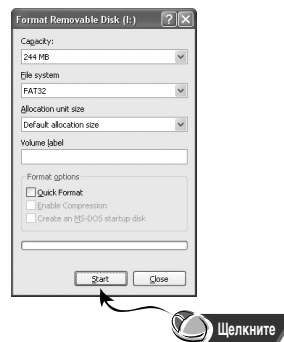 Format Removable Disk (I:)
Capacity:
244 MB
File system
FAT32
Allocation unit size
Default allocation size
Volume label
Format options
Quick Format
Enable Compression
Create an MS-DOS startup disk
Start
Close
Щелкните